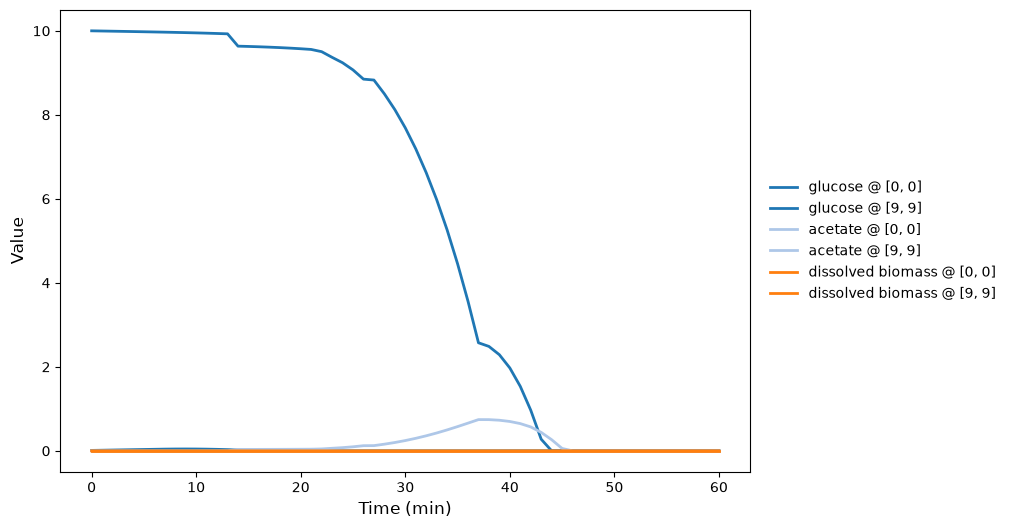 10
8
6
4
2
0
Value
0 10 20 30 40 50 60
Time (min)
glucose @ [0, 0]
glucose @ [9, 9]
acetate @ [0, 0]
acetate @ [9, 9]
dissolved biomass @ [0, 0]
dissolved biomass @ [9, 9]